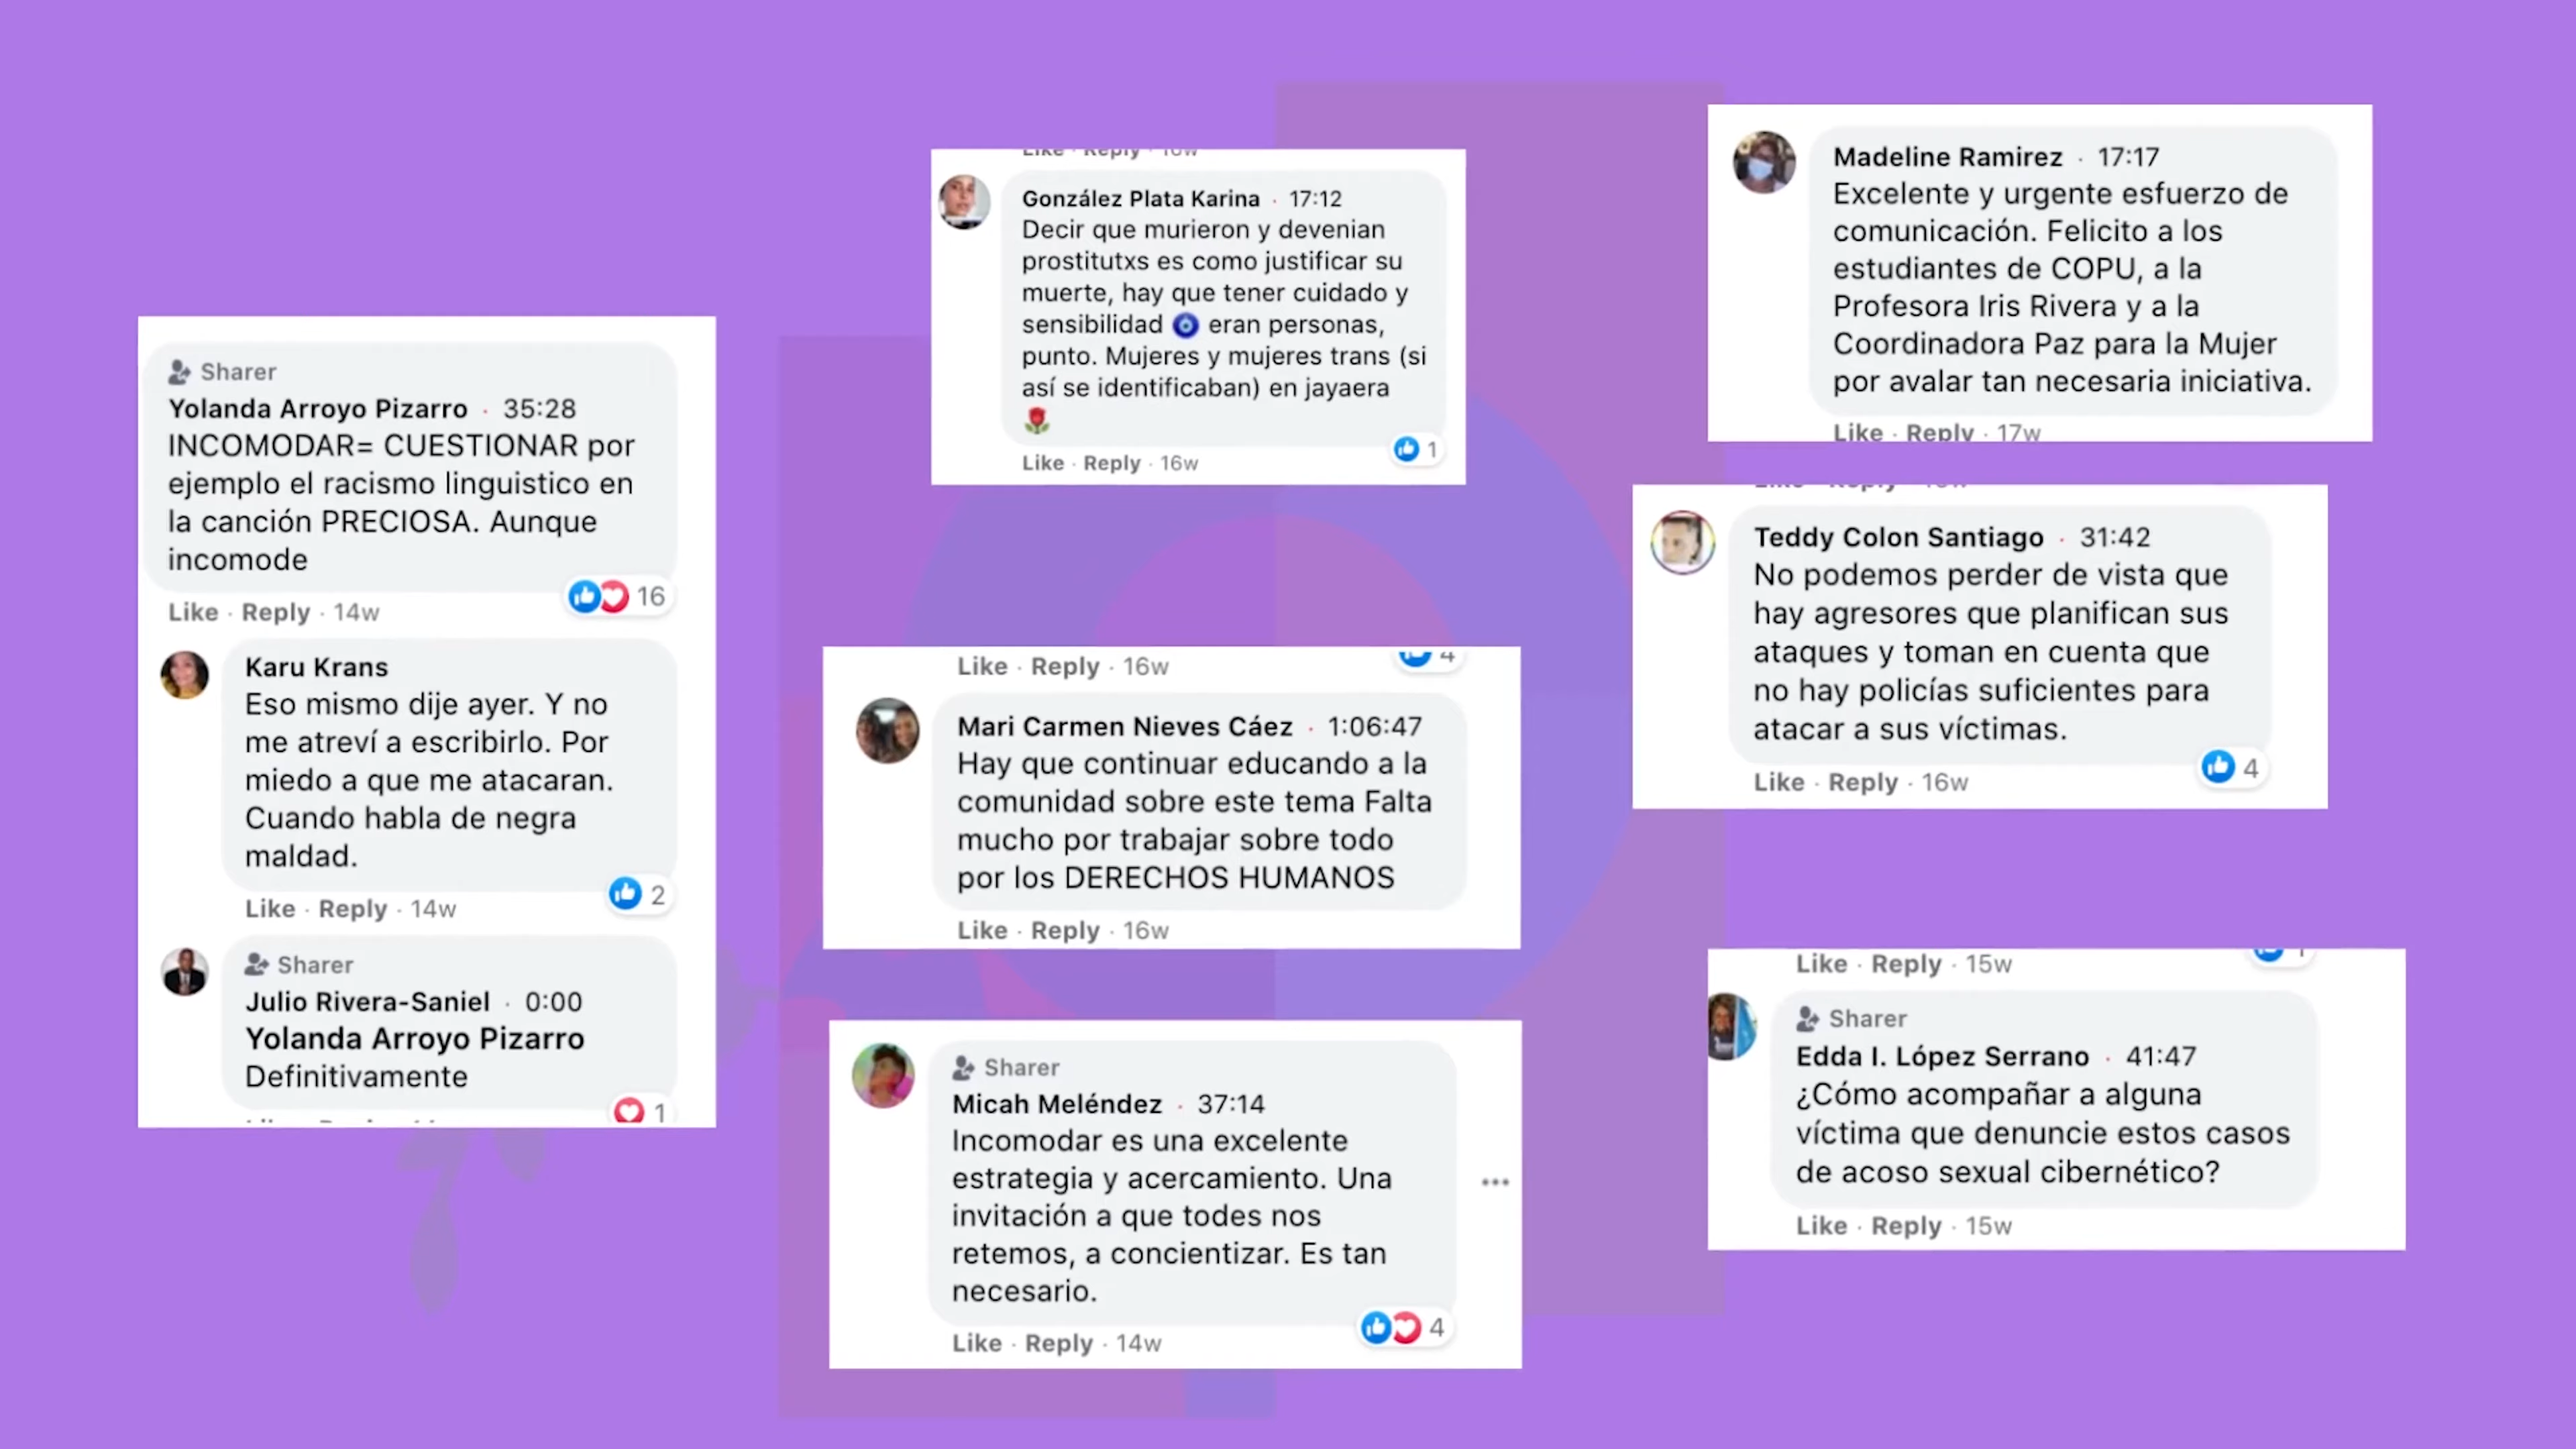 Sharer
Yolanda Arroyo Pizarro · 35:28
INCOMODAR= CUESTIONAR por
ejemplo el racismo linguistico en
la canción PRECIOSA. Aunque
incomode
16
Like · Reply · 14w
Karu Krans
Eso mismo dije ayer. Y no
me atreví a escribirlo. Por
miedo a que me atacaran.
Cuando habla de negra
maldad.
2
Like · Reply · 14w
Sharer
Julio Rivera-Saniel · 0:00
Yolanda Arroyo Pizarro
Definitivamente
1
Like · Reply · 16w
González Plata Karina · 17:12
Decir que murieron y devenian
prostitutxs es como justificar su
muerte, hay que tener cuidado y
sensibilidad 🧿 eran personas,
punto. Mujeres y mujeres trans (si
así se identificaban) en jayaera
🌹
1
Like · Reply · 16w
Like · Reply · 16w
4
Mari Carmen Nieves Cáez · 1:06:47
Hay que continuar educando a la
comunidad sobre este tema Falta
mucho por trabajar sobre todo
por los DERECHOS HUMANOS
Like · Reply · 16w
Sharer
Micah Meléndez · 37:14
Incomodar es una excelente
estrategia y acercamiento. Una
invitación a que todes nos
retemos, a concientizar. Es tan
necesario.
4
Like · Reply · 14w
Madeline Ramirez · 17:17
Excelente y urgente esfuerzo de
comunicación. Felicito a los
estudiantes de COPU, a la
Profesora Iris Rivera y a la
Coordinadora Paz para la Mujer
por avalar tan necesaria iniciativa.
Like · Reply · 17w
Teddy Colon Santiago · 31:42
No podemos perder de vista que
hay agresores que planifican sus
ataques y toman en cuenta que
no hay policías suficientes para
atacar a sus víctimas.
4
Like · Reply · 16w
Like · Reply · 15w
1
Sharer
Edda I. López Serrano · 41:47
¿Cómo acompañar a alguna
víctima que denuncie estos casos
de acoso sexual cibernético?
Like · Reply · 15w